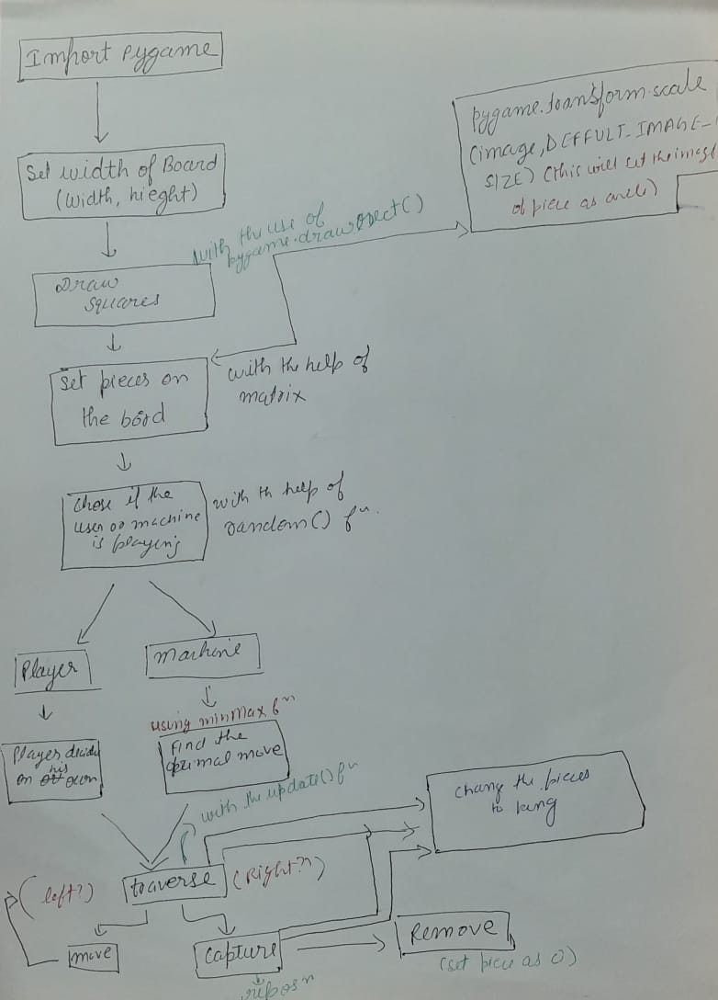 Import Pygame
Set width of Board
(width, hieght)
with the use of
pygame.draw.rect()
pygame.transform.scale
(image, DEFFULT_IMAGE_
SIZE) (this will set the image
of piece as
Draw
squares
Set pieces on
the bord
with the help of
matrix
Chose if the
user or machine
is playing
with th help of
random() fⁿ.
Player
Machine
using minmax fⁿ
Player decide
on his own
Find the
optimal move
with the update() fⁿ
Change the pieces
to king
(left?)
traverse
(Right?)
move
Capture
Remove
(set piece as 0)